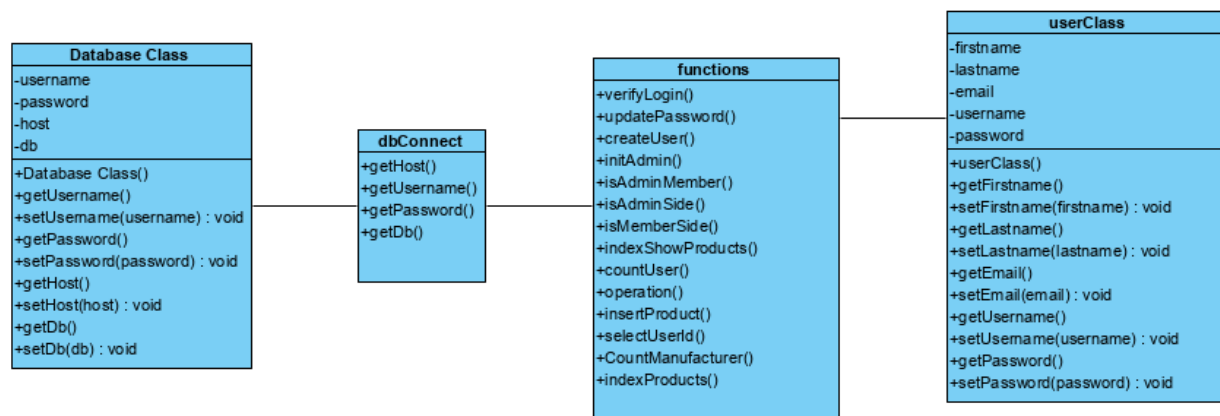 Database Class
-username
-password
-host
-db
+Database Class()
+getUsername()
+setUsername(username) : void
+getPassword()
+setPassword(password) : void
+getHost()
+setHost(host) : void
+getDb()
+setDb(db) : void
dbConnect
+getHost()
+getUsername()
+getPassword()
+getDb()
functions
+verifyLogin()
+updatePassword()
+createUser()
+initAdmin()
+isAdminMember()
+isAdminSide()
+isMemberSide()
+indexShowProducts()
+countUser()
+operation()
+insertProduct()
+selectUserId()
+CountManufacturer()
+indexProducts()
userClass
-firstname
-lastname
-email
-username
-password
+userClass()
+getFirstname()
+setFirstname(firstname) : void
+getLastname()
+setLastname(lastname) : void
+getEmail()
+setEmail(email) : void
+getUsername()
+setUsername(username) : void
+getPassword()
+setPassword(password) : void